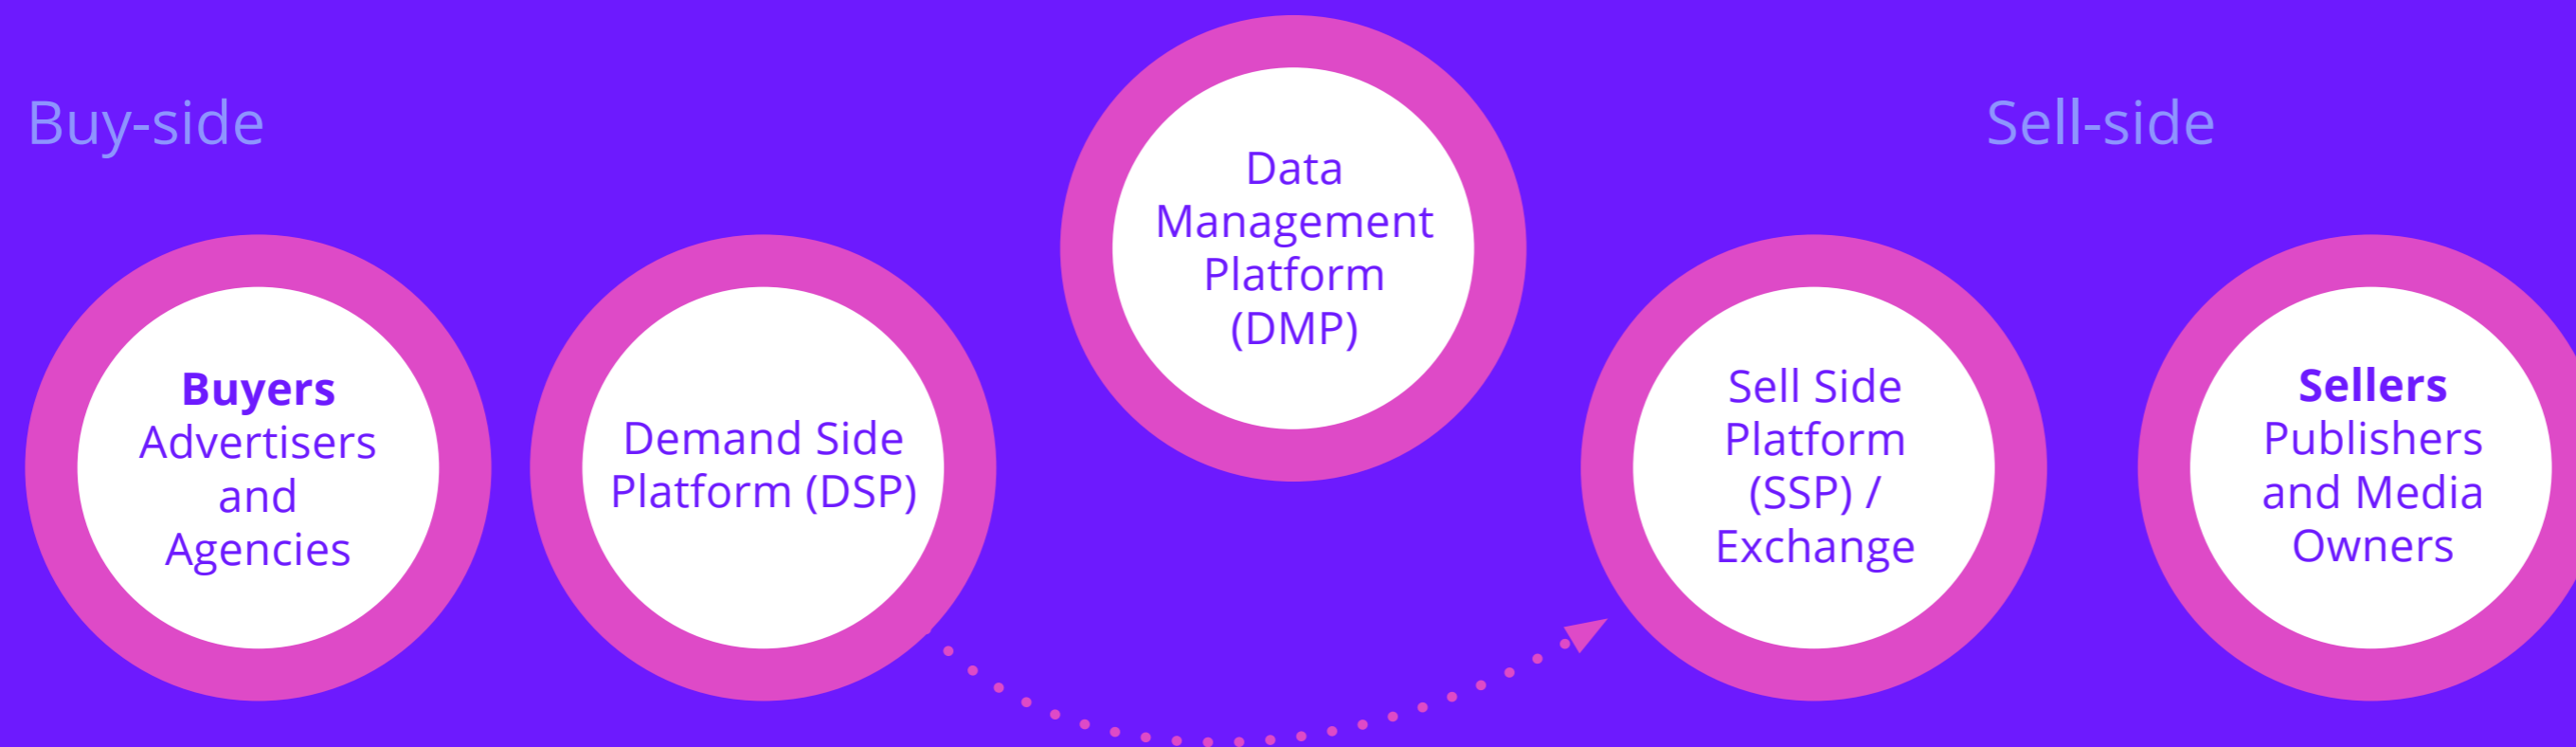 Buy-side
Sell-side
Buyers
Advertisers
and
Agencies
Demand Side
Platform (DSP)
Data
Management
Platform
(DMP)
Sell Side
Platform
(SSP) /
Exchange
Sellers
Publishers
and Media
Owners